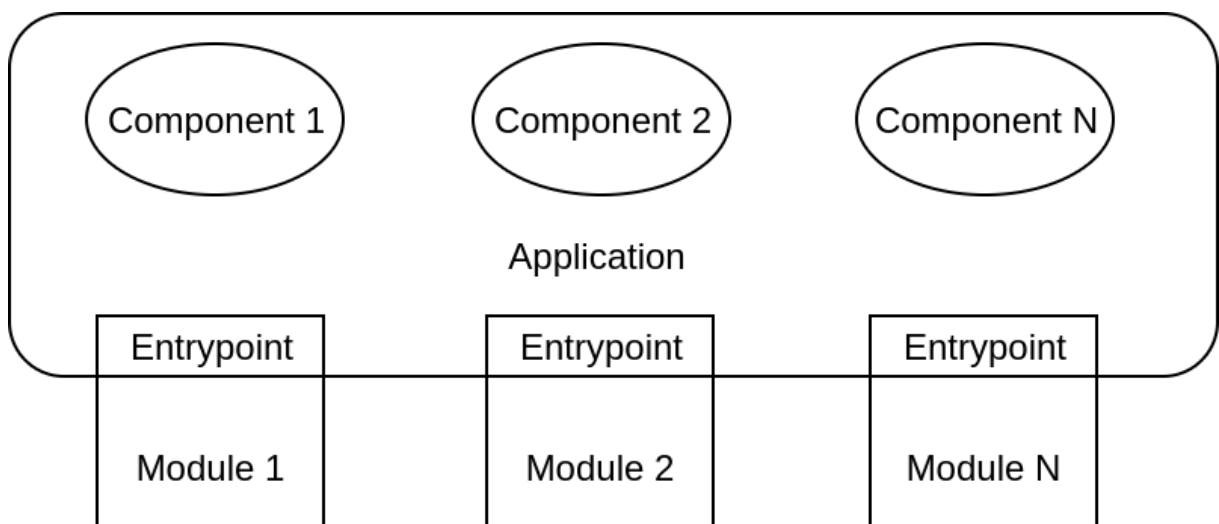 Component 1
Component 2
Component N
Application
Entrypoint
Entrypoint
Entrypoint
Module 1
Module 2
Module N